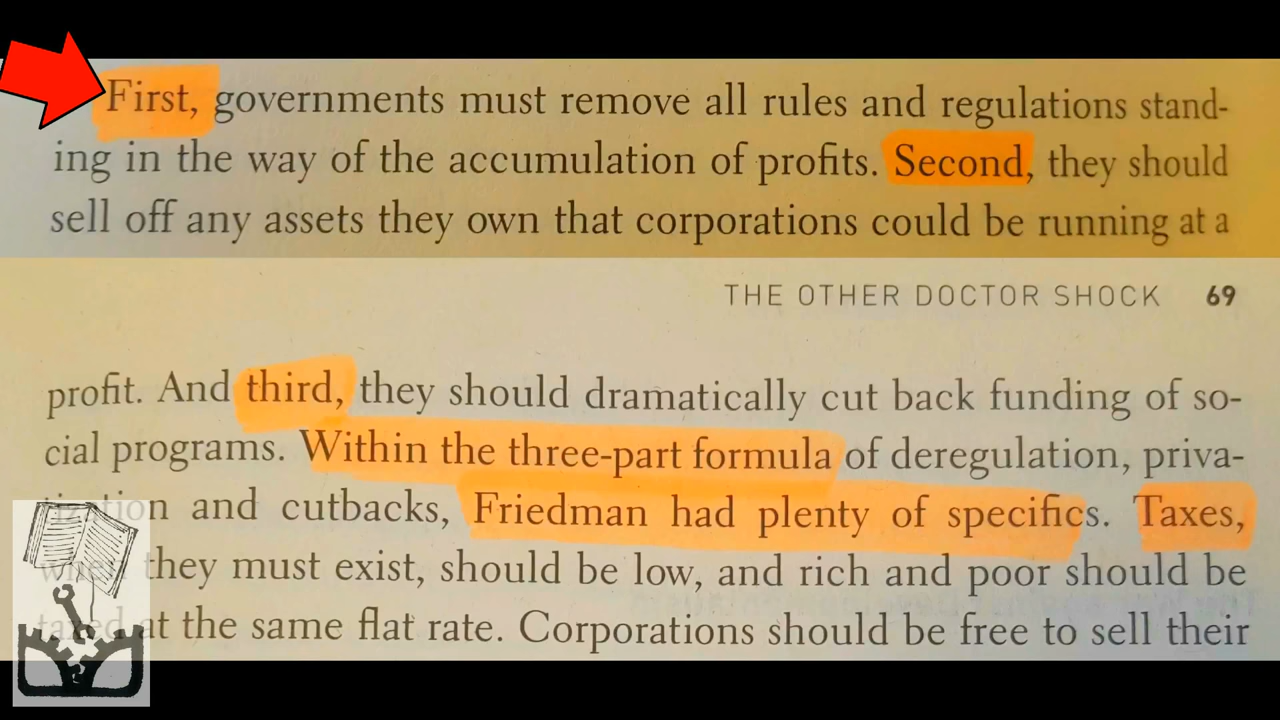 First, governments must remove all rules and regulations stand-
ing in the way of the accumulation of profits. Second, they should
sell off any assets they own that corporations could be running at a
THE OTHER DOCTOR SHOCK 69
profit. And third, they should dramatically cut back funding of so-
cial programs. Within the three-part formula of deregulation, priva-
tization and cutbacks, Friedman had plenty of specifics. Taxes,
when they must exist, should be low, and rich and poor should be
taxed at the same flat rate. Corporations should be free to sell their